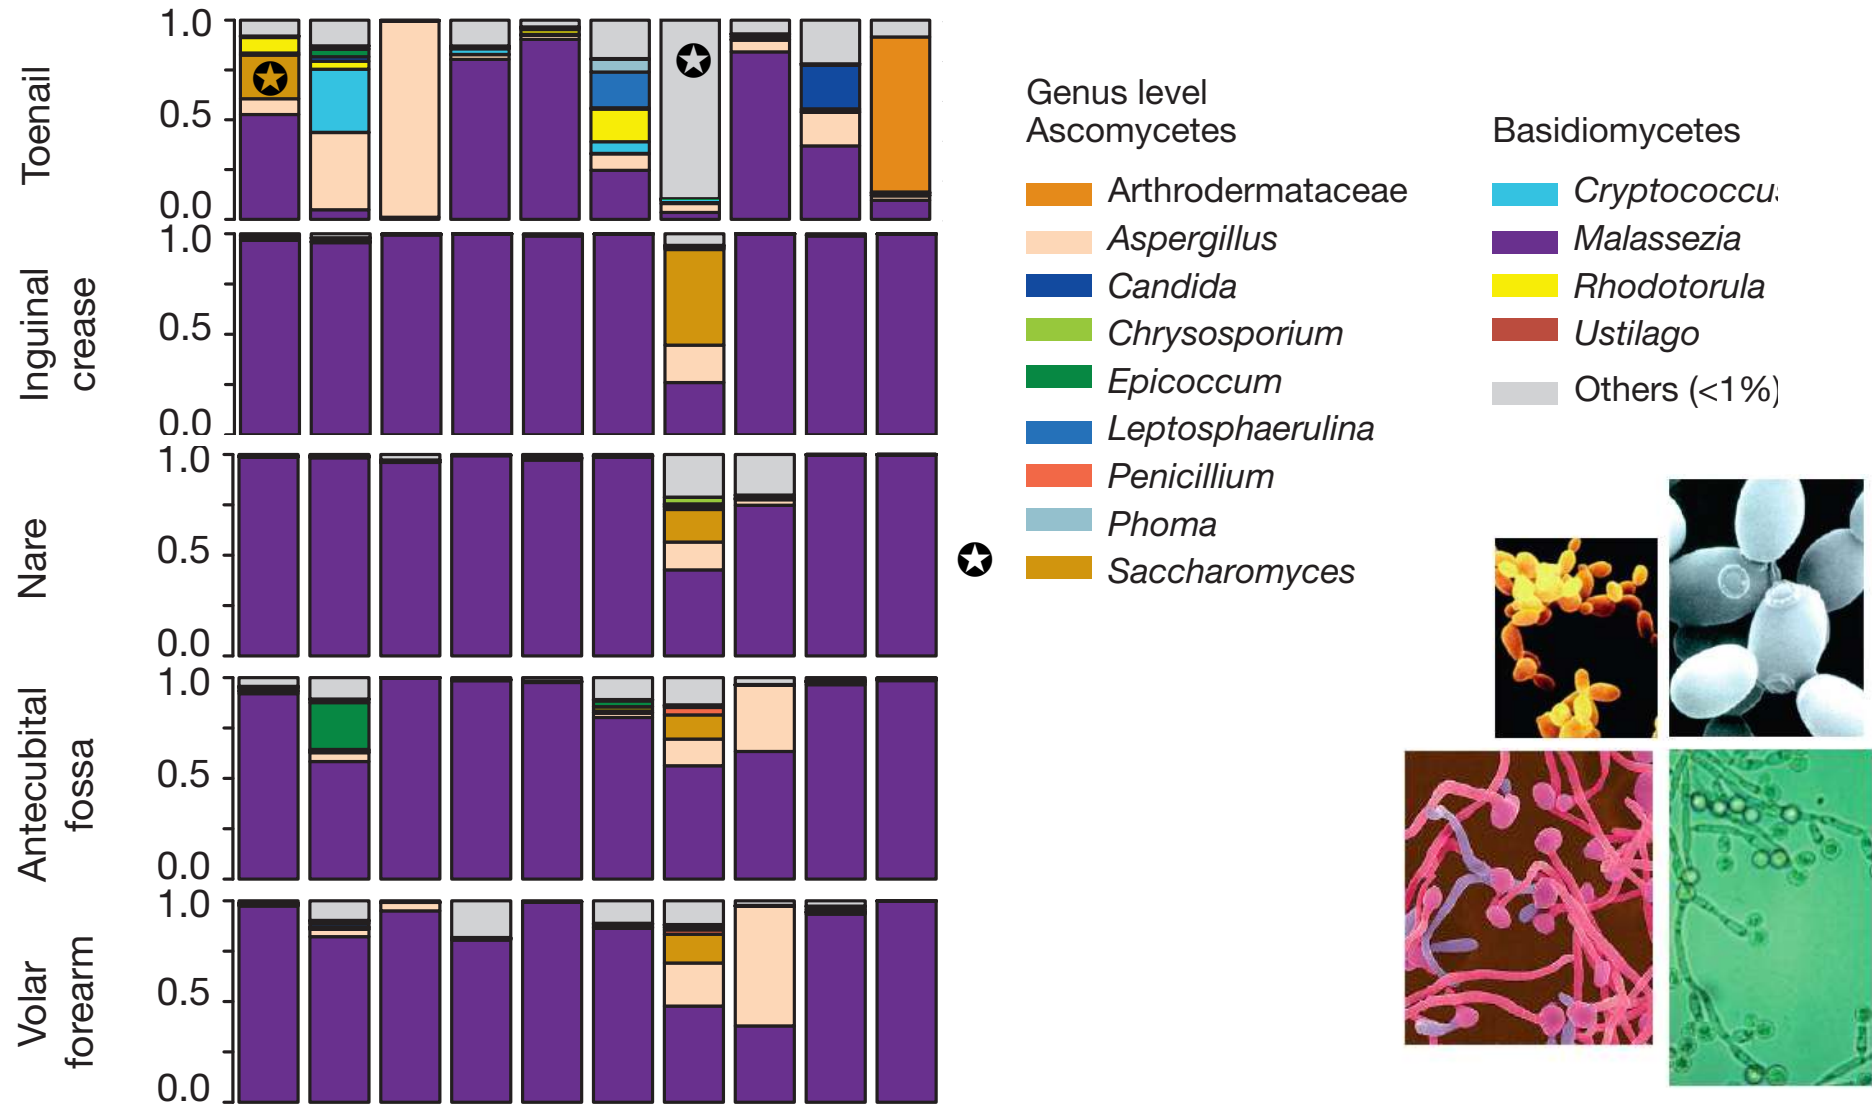 Toenail
1.0
0.5
0.0
Inguinal
crease
1.0
0.5
0.0
Nare
1.0
0.5
0.0
Antecubital
fossa
1.0
0.5
0.0
Volar
forearm
1.0
0.5
0.0
Genus level
Ascomycetes
Arthrodermataceae
Aspergillus
Candida
Chrysosporium
Epicoccum
Leptosphaerulina
Penicillium
Phoma
Saccharomyces
Basidiomycetes
Cryptococcu
Malassezia
Rhodotorula
Ustilago
Others (<1%)